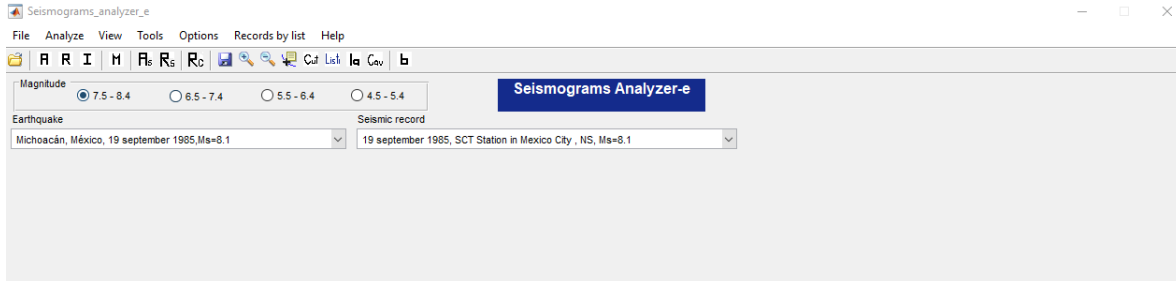 Seismograms_analyzer_e
File Analyze View Tools Options Records by list Help
A R I M As Rs Rc Cut List Ia Cav b
Magnitude
7.5 - 8.4 6.5 - 7.4 5.5 - 6.4 4.5 - 5.4
Seismograms Analyzer-e
Earthquake Seismic record
Michoacán, México, 19 september 1985,Ms=8.1 19 september 1985, SCT Station in Mexico City , NS, Ms=8.1